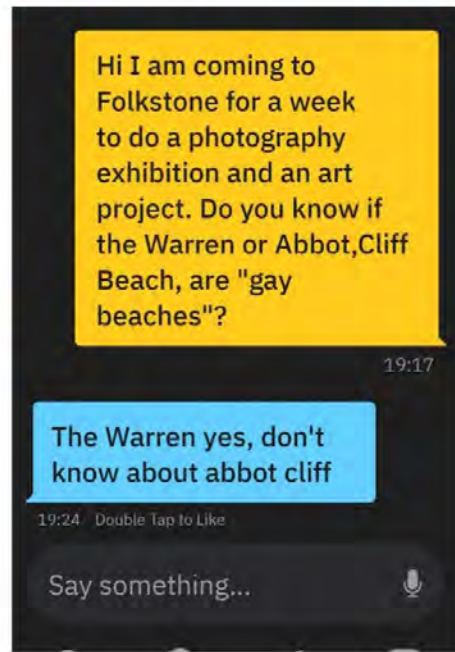 Hi I am coming to
Folkstone for a week
to do a photography
exhibition and an art
project. Do you know if
the Warren or Abbot,Cliff
Beach, are "gay
beaches"?
19:17
The Warren yes, don't
know about abbot cliff
19:24 Double Tap to Like
Say something...